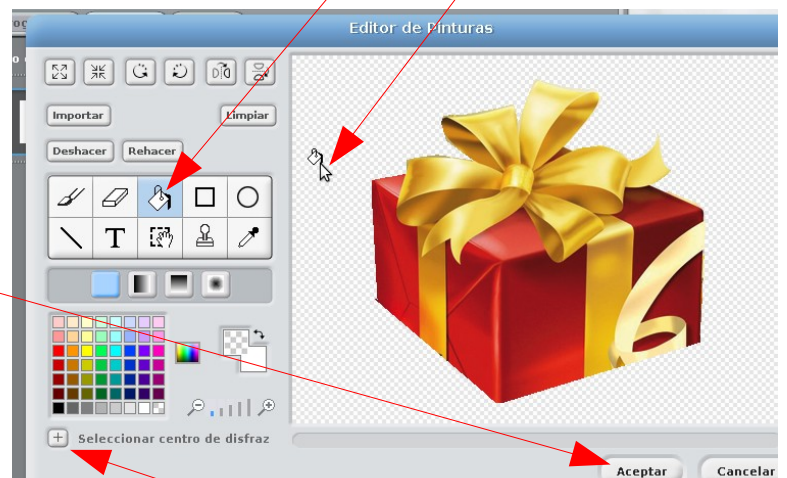 Editor de Pinturas
Importar
Limpiar
Deshacer
Rehacer
T
Seleccionar centro de disfraz
Aceptar
Cancelar